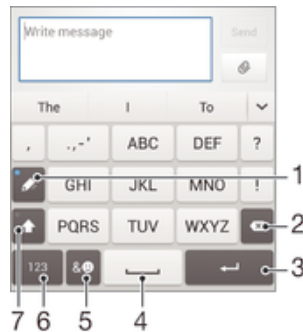 Write message
Send
The I To
, .,-' ABC DEF ?
GHI JKL MNO ! 1
PQRS TUV WXYZ 2
123 & 3
7 6 5 4